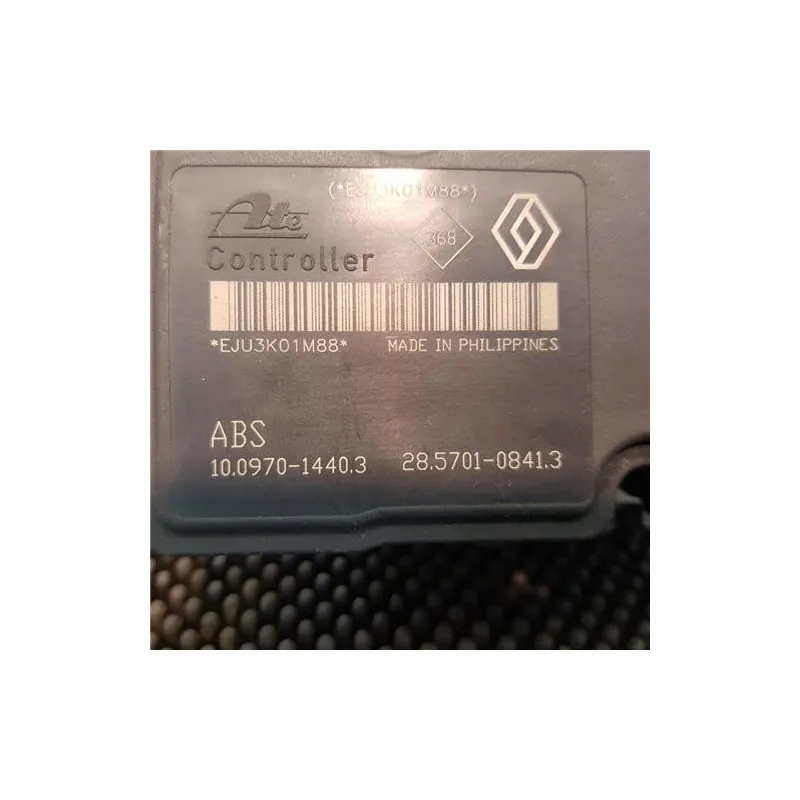 (*EJU3K01M88*)
Ate
368
Controller
*EJU3K01M88* MADE IN PHILIPPINES
ABS
10.0970-1440.3 28.5701-0841.3